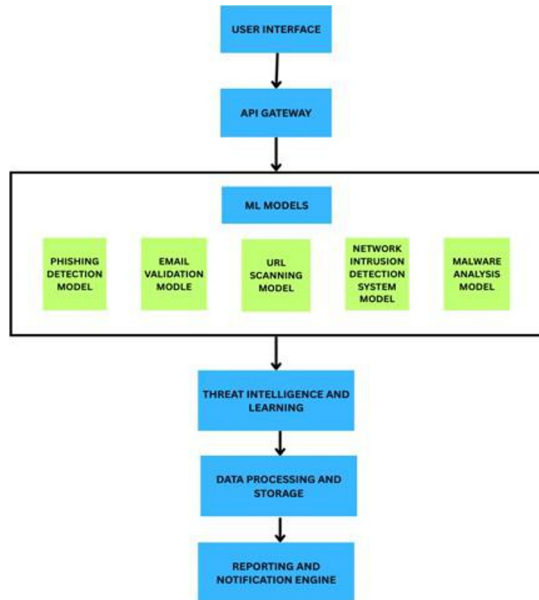 USER INTERFACE
API GATEWAY
ML MODELS
PHISHING
DETECTION
MODEL
EMAIL
VALIDATION
MODLE
URL
SCANNING
MODEL
NETWORK
INTRUSION
DETECTION
SYSTEM
MODEL
MALWARE
ANALYSIS
MODEL
THREAT INTELLIGENCE AND
LEARNING
DATA PROCESSING AND
STORAGE
REPORTING AND
NOTIFICATION ENGINE